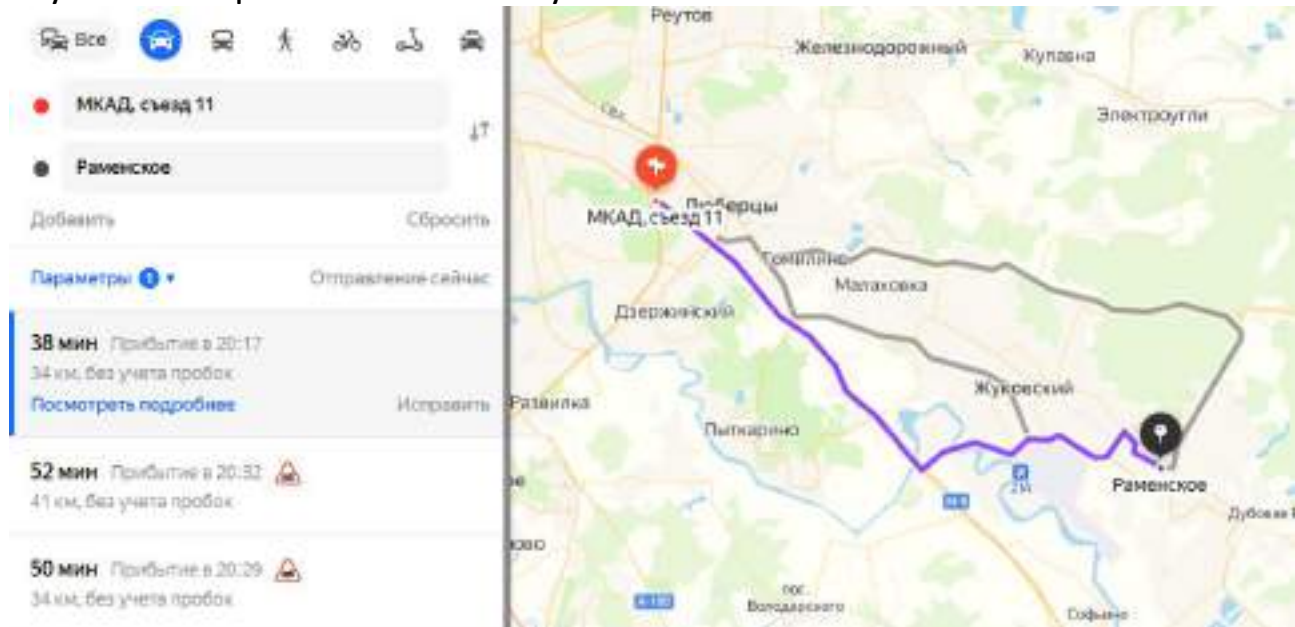 Все
МКАД, съезд 11
Раменское
Добавить
Сбросить
Параметры 1
Отправление сейчас
38 мин Прибытие в 20:17
34 км, без учета пробок
Посмотреть подробнее
Исправить
52 мин Прибытие в 20:32
41 км, без учета пробок
50 мин Прибытие в 20:29
34 км, без учета пробок
Реутов
Железнодорожный
Купавна
Электроугли
Люберцы
МКАД, съезд 11
Томилино
Малаховка
Дзержинский
Жуковский
Развилка
Лыткарино
Раменское
пос.
Володарского
Софьино